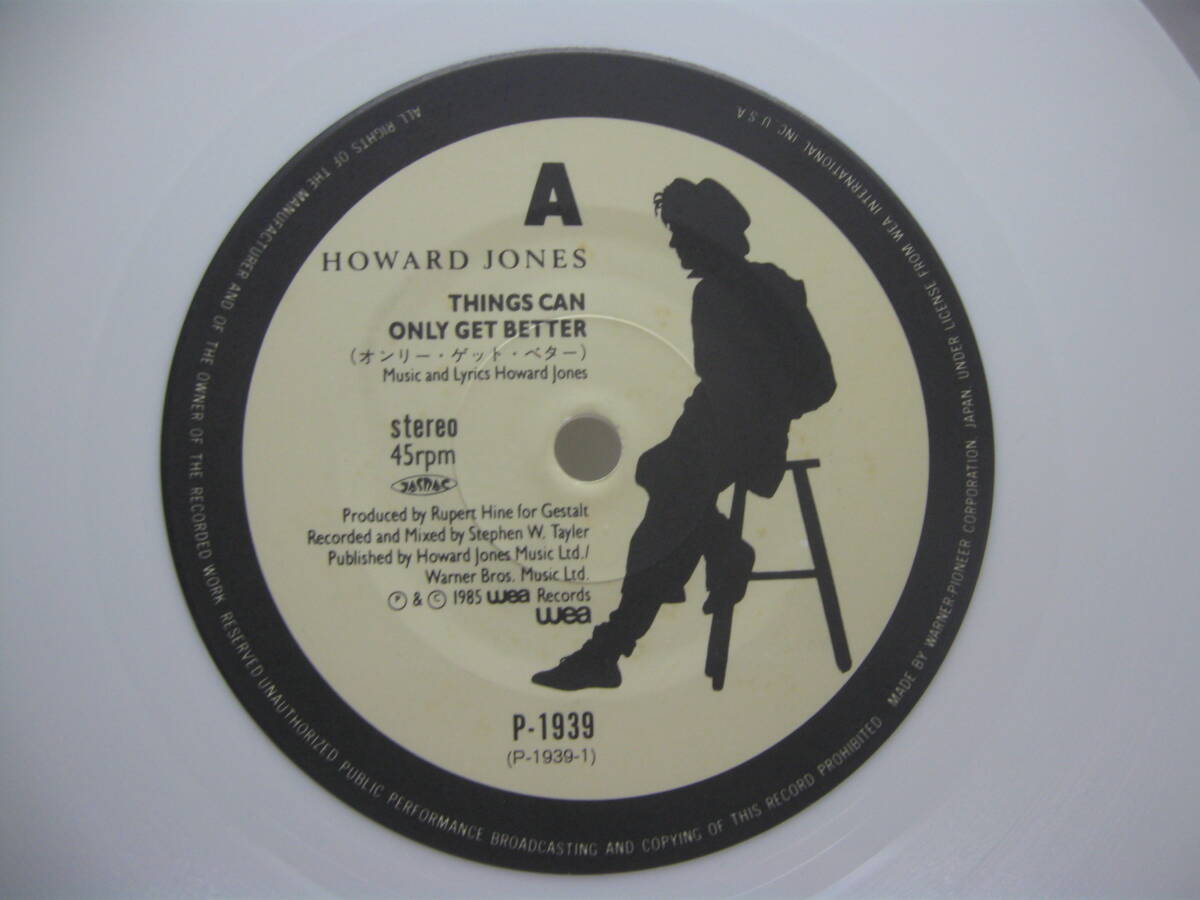 A
HOWARD JONES
THINGS CAN
ONLY GET BETTER
(オンリー・ゲット・ベター)
Music and Lyrics Howard Jones
stereo
45rpm
JASRAC
Produced by Rupert Hine for Gestalt
Recorded and Mixed by Stephen W. Tayler
Published by Howard Jones Music Ltd./
Warner Bros. Music Ltd.
Ⓟ & © 1985 wea Records
wea
P-1939
(P-1939-1)
ALL RIGHTS OF THE MANUFACTURER AND OF THE OWNER OF THE RECORDED WORK RESERVED UNAUTHORIZED PUBLIC PERFORMANCE BROADCASTING AND COPYING OF THIS RECORD PROHIBITED MADE BY WARNER-PIONEER CORPORATION, JAPAN, UNDER LICENSE FROM WEA INTERNATIONAL INC. U.S.A